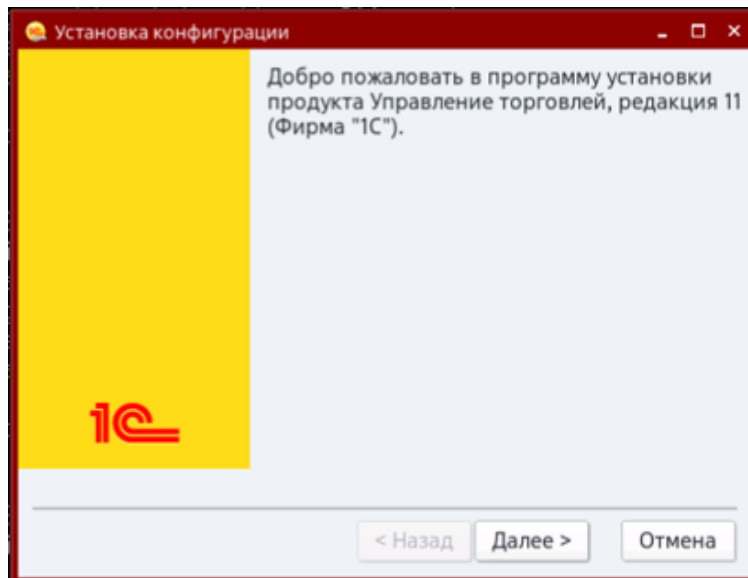 Установка конфигурации
Добро пожаловать в программу установки
продукта Управление торговлей, редакция 11
(Фирма "1С").
1С
< Назад
Далее >
Отмена